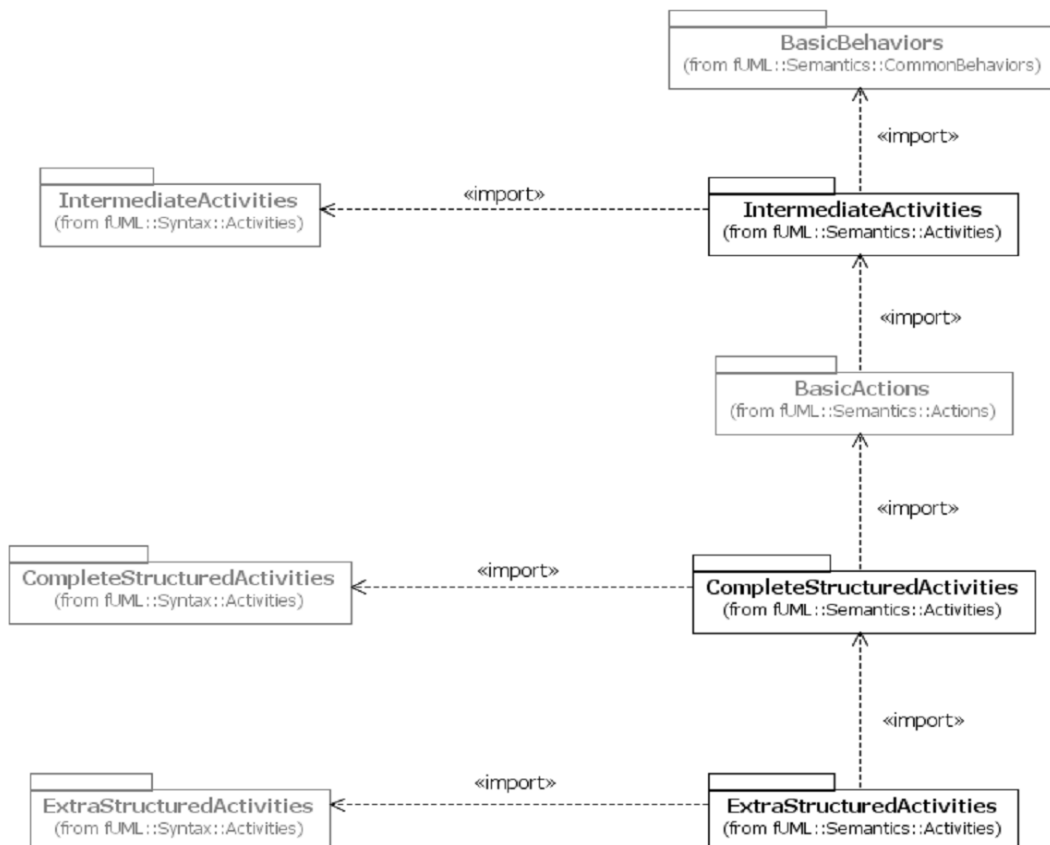 BasicBehaviors
(from fUML::Semantics::CommonBehaviors)
«import»
IntermediateActivities
(from fUML::Syntax::Activities)
«import»
IntermediateActivities
(from fUML::Semantics::Activities)
«import»
BasicActions
(from fUML::Semantics::Actions)
«import»
CompleteStructuredActivities
(from fUML::Syntax::Activities)
«import»
CompleteStructuredActivities
(from fUML::Semantics::Activities)
«import»
ExtraStructuredActivities
(from fUML::Syntax::Activities)
«import»
ExtraStructuredActivities
(from fUML::Semantics::Activities)